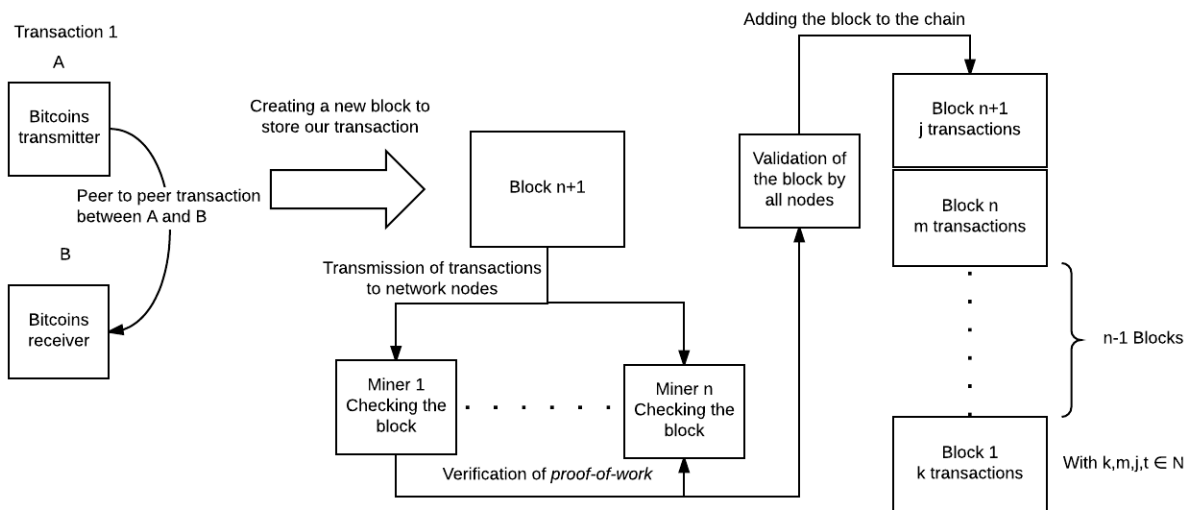 Transaction 1
A
Bitcoins
transmitter
Peer to peer transaction
between A and B
B
Bitcoins
receiver
Creating a new block to
store our transaction
Block n+1
Transmission of transactions
to network nodes
Miner 1
Checking the
block
Miner n
Checking the
block
Verification of proof-of-work
Validation of
the block by
all nodes
Adding the block to the chain
Block n+1
j transactions
Block n
m transactions
n-1 Blocks
Block 1
k transactions
With k,m,j,t ∈ N